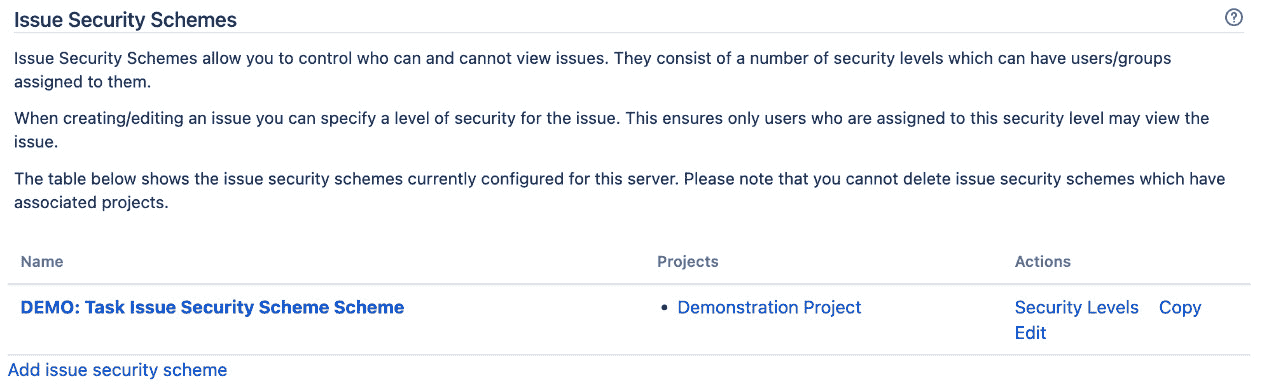 Issue Security Schemes
Issue Security Schemes allow you to control who can and cannot view issues. They consist of a number of security levels which can have users/groups
assigned to them.
When creating/editing an issue you can specify a level of security for the issue. This ensures only users who are assigned to this security level may view the
issue.
The table below shows the issue security schemes currently configured for this server. Please note that you cannot delete issue security schemes which have
associated projects.
Name Projects Actions
DEMO: Task Issue Security Scheme Scheme • Demonstration Project Security Levels Copy
Edit
Add issue security scheme